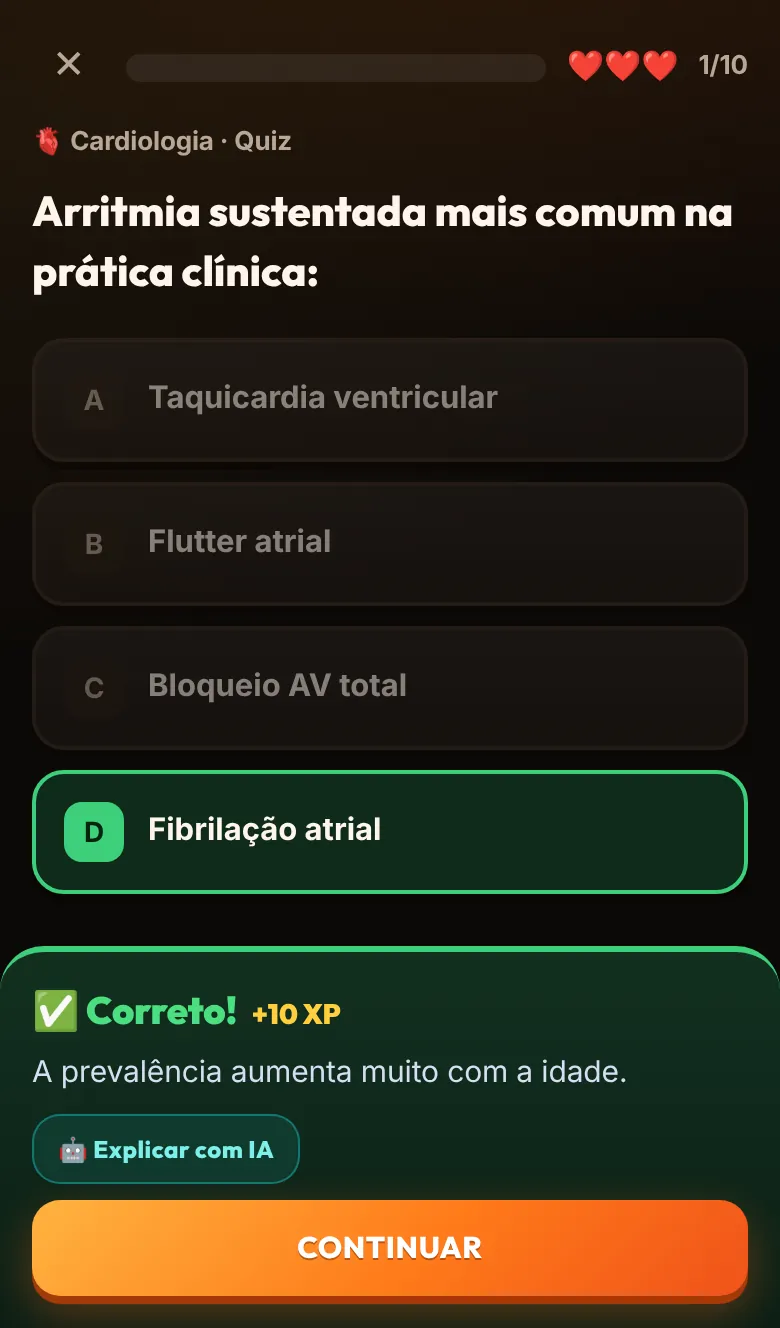 1/10
Cardiologia · Quiz
Arritmia sustentada mais comum na
prática clínica:
A Taquicardia ventricular
B Flutter atrial
C Bloqueio AV total
D Fibrilação atrial
Correto! +10 XP
A prevalência aumenta muito com a idade.
Explicar com IA
CONTINUAR